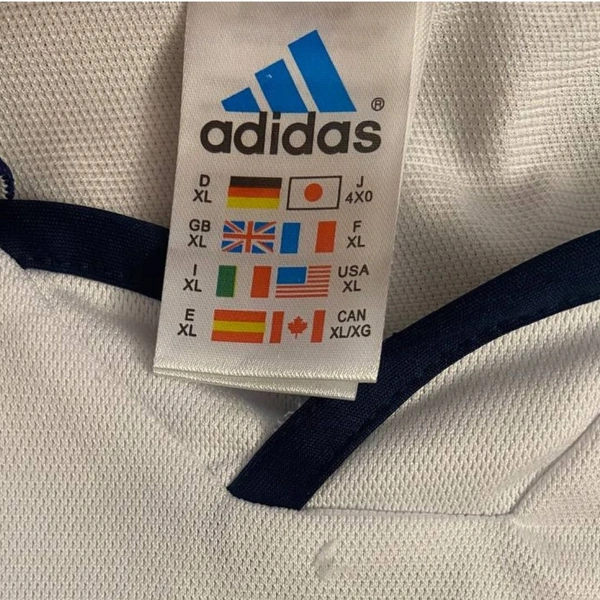 adidas®
D XL J 4X0
GB XL F XL
I XL USA XL
E XL CAN XL/XG